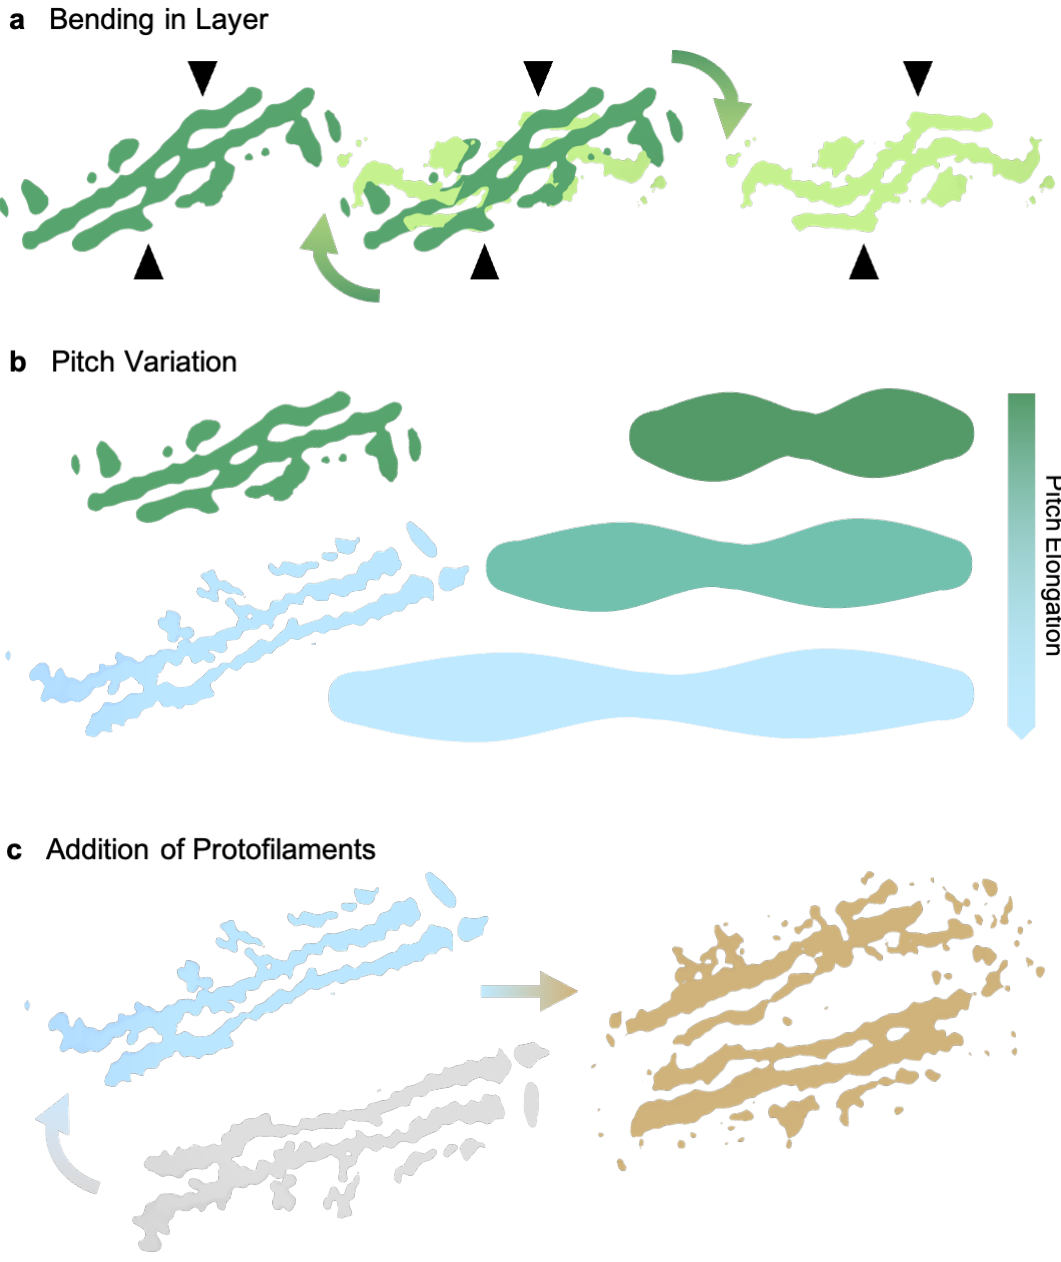 a Bending in Layer
b Pitch Variation
Pitch Elongation
c Addition of Protofilaments